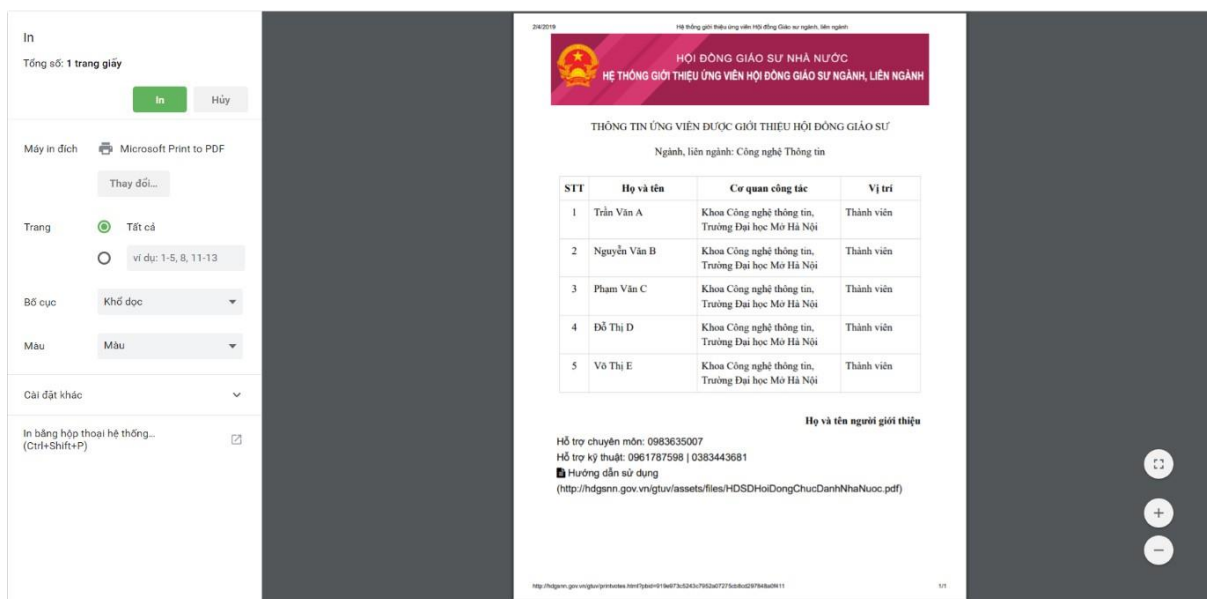 In
Tổng số: 1 trang giấy
In
Hủy
Máy in đích
Microsoft Print to PDF
Thay đổi...
Trang
Tất cả
ví dụ: 1-5, 8, 11-13
Bố cục
Khổ dọc
Màu
Màu
Cài đặt khác
In bằng hộp thoại hệ thống...
(Ctrl+Shift+P)
2/4/2019
Hệ thống giới thiệu ứng viên Hội đồng Giáo sư ngành, liên ngành
HỘI ĐỒNG GIÁO SƯ NHÀ NƯỚC
HỆ THỐNG GIỚI THIỆU ỨNG VIÊN HỘI ĐỒNG GIÁO SƯ NGÀNH, LIÊN NGÀNH
THÔNG TIN ỨNG VIÊN ĐƯỢC GIỚI THIỆU HỘI ĐỒNG GIÁO SƯ
Ngành, liên ngành: Công nghệ Thông tin
STT Họ và tên Cơ quan công tác Vị trí
1 Trần Văn A Khoa Công nghệ thông tin, Thành viên
Trường Đại học Mở Hà Nội
2 Nguyễn Văn B Khoa Công nghệ thông tin, Thành viên
Trường Đại học Mở Hà Nội
3 Phạm Văn C Khoa Công nghệ thông tin, Thành viên
Trường Đại học Mở Hà Nội
4 Đỗ Thị D Khoa Công nghệ thông tin, Thành viên
Trường Đại học Mở Hà Nội
5 Võ Thị E Khoa Công nghệ thông tin, Thành viên
Trường Đại học Mở Hà Nội
Họ và tên người giới thiệu
Hỗ trợ chuyên môn: 0983635007
Hỗ trợ kỹ thuật: 0961787598 | 0383443681
Hướng dẫn sử dụng
(http://hdgsnn.gov.vn/gtuv/assets/files/HDSDHoiDongChucDanhNhaNuoc.pdf)
1/1